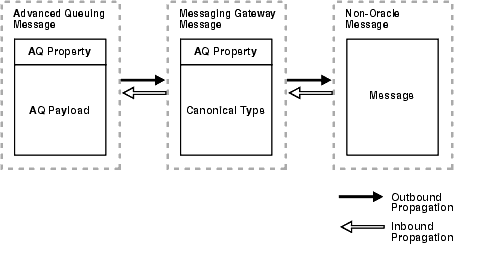 Advanced Queuing
Message
Messaging Gateway
Message
Non-Oracle
Message
AQ Property
AQ Property
AQ Payload
Canonical Type
Message
Outbound
Propagation
Inbound
Propagation